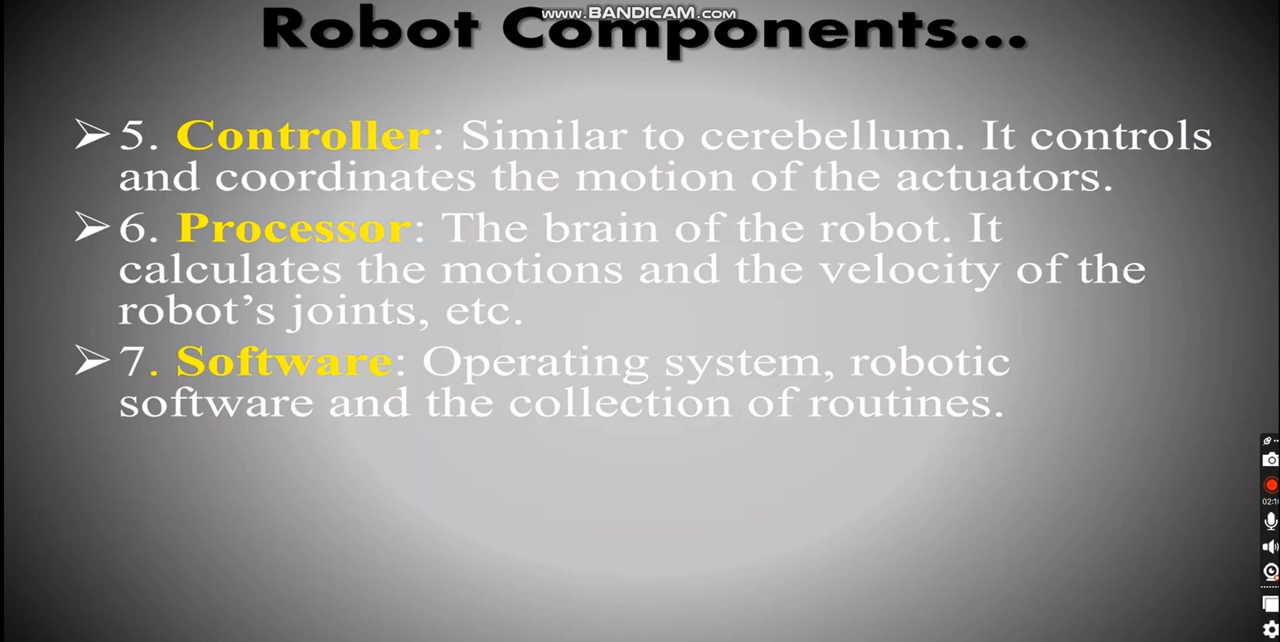 www.BANDICAM.com
Robot Components...
➢ 5. Controller: Similar to cerebellum. It controls
and coordinates the motion of the actuators.
➢ 6. Processor: The brain of the robot. It
calculates the motions and the velocity of the
robot’s joints, etc.
➢ 7. Software: Operating system, robotic
software and the collection of routines.